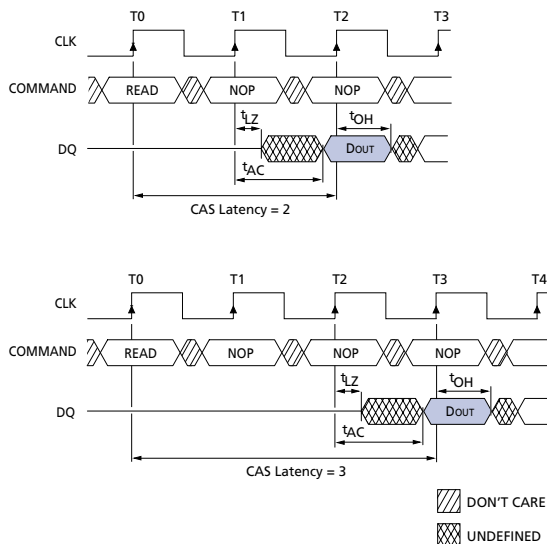 T0 T1 T2 T3
CLK
COMMAND READ NOP NOP
tLZ tOH
DQ DOUT
tAC
CAS Latency = 2
T0 T1 T2 T3 T4
CLK
COMMAND READ NOP NOP NOP
tLZ tOH
DQ DOUT
tAC
CAS Latency = 3
DON'T CARE
UNDEFINED